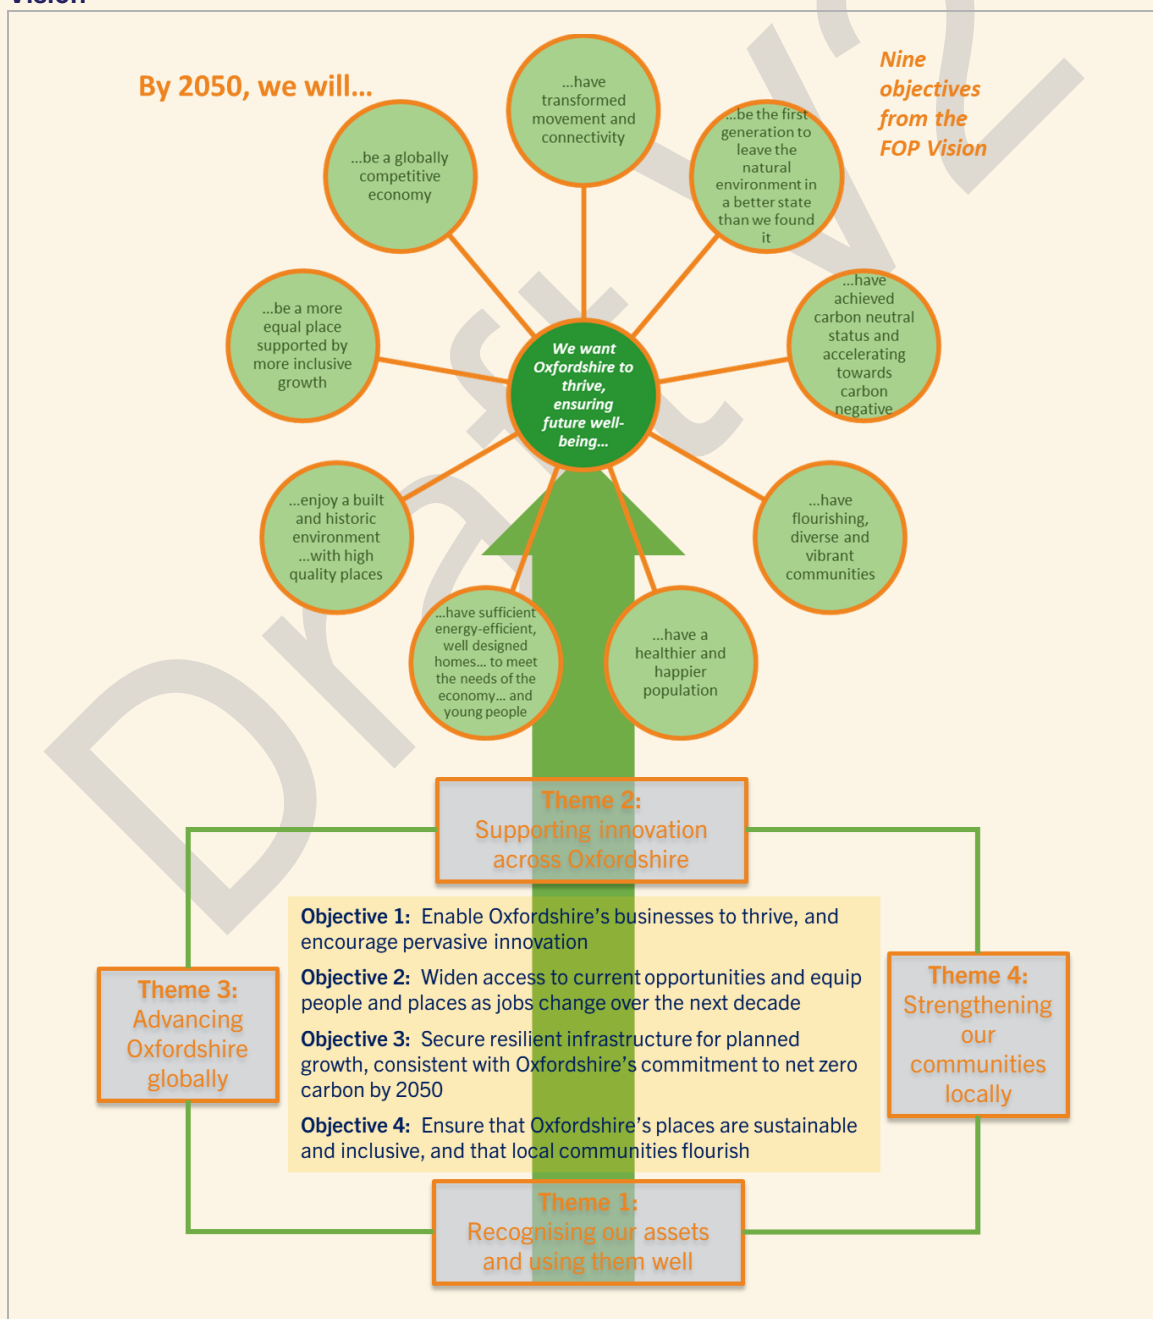 Vision
By 2050, we will...
Nine
objectives
from the
FOP Vision
...have
transformed
movement and
connectivity
...be the first
generation to
leave the
natural
environment in
a better state
than we found
it
...have
achieved
carbon neutral
status and
accelerating
towards
carbon
negative
...have
flourishing,
diverse and
vibrant
communities
...have a
healthier and
happier
population
...have sufficient
energy-efficient,
well designed
homes... to meet
the needs of the
economy... and
young people
...enjoy a built
and historic
environment
...with high
quality places
...be a more
equal place
supported by
more inclusive
growth
...be a globally
competitive
economy
We want
Oxfordshire to
thrive,
ensuring
future well-
being...
Theme 2:
Supporting innovation
across Oxfordshire
Theme 3:
Advancing
Oxfordshire
globally
Objective 1: Enable Oxfordshire's businesses to thrive, and
encourage pervasive innovation
Objective 2: Widen access to current opportunities and equip
people and places as jobs change over the next decade
Objective 3: Secure resilient infrastructure for planned
growth, consistent with Oxfordshire's commitment to net zero
carbon by 2050
Objective 4: Ensure that Oxfordshire's places are sustainable
and inclusive, and that local communities flourish
Theme 4:
Strengthening
our
communities
locally
Theme 1:
Recognising our assets
and using them well
Draft V2